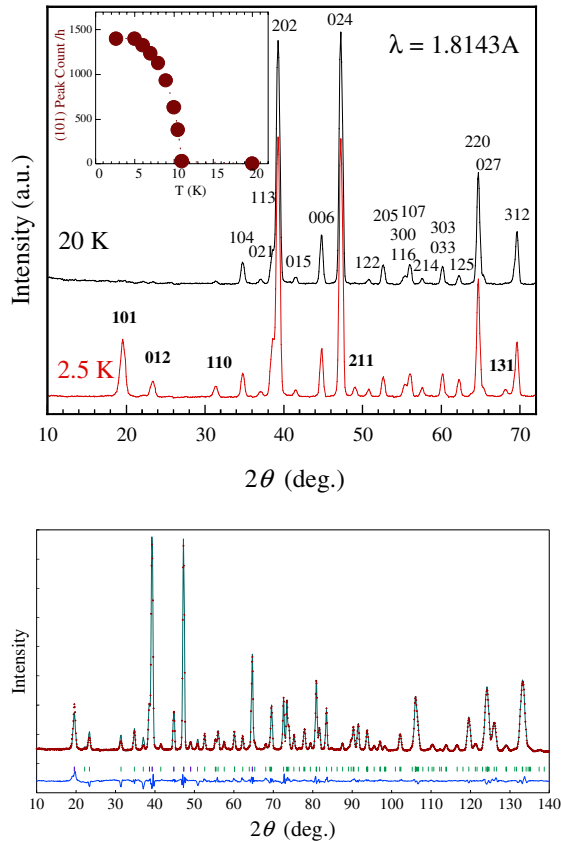 1500
1000
500
0
(101) Peak Count /h
0 5 10 15 20
T (K)
λ = 1.8143A
202
024
220
027
113
006
104
021
015
122
205
107
300
116
214
303
033
125
312
20 K
101
012
110
211
131
2.5 K
Intensity (a.u.)
10 20 30 40 50 60 70
2θ (deg.)
Intensity
10 20 30 40 50 60 70 80 90 100 110 120 130 140
2θ (deg.)